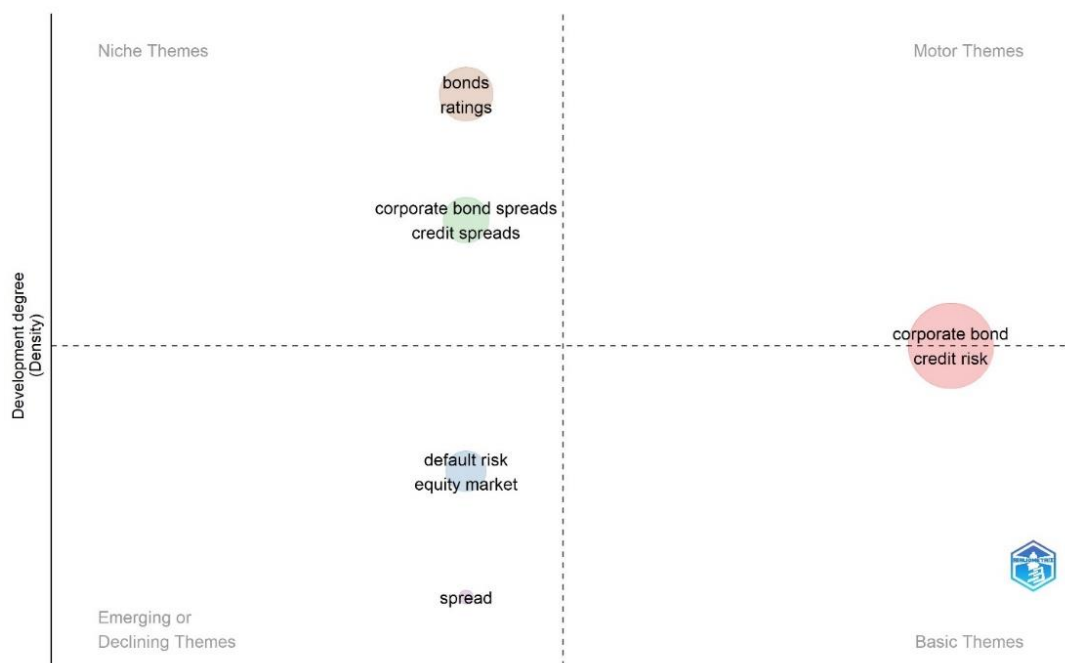 Niche Themes
Motor Themes
bonds
ratings
corporate bond spreads
credit spreads
Development degree
(Density)
corporate bond
credit risk
default risk
equity market
spread
Emerging or
Declining Themes
Basic Themes